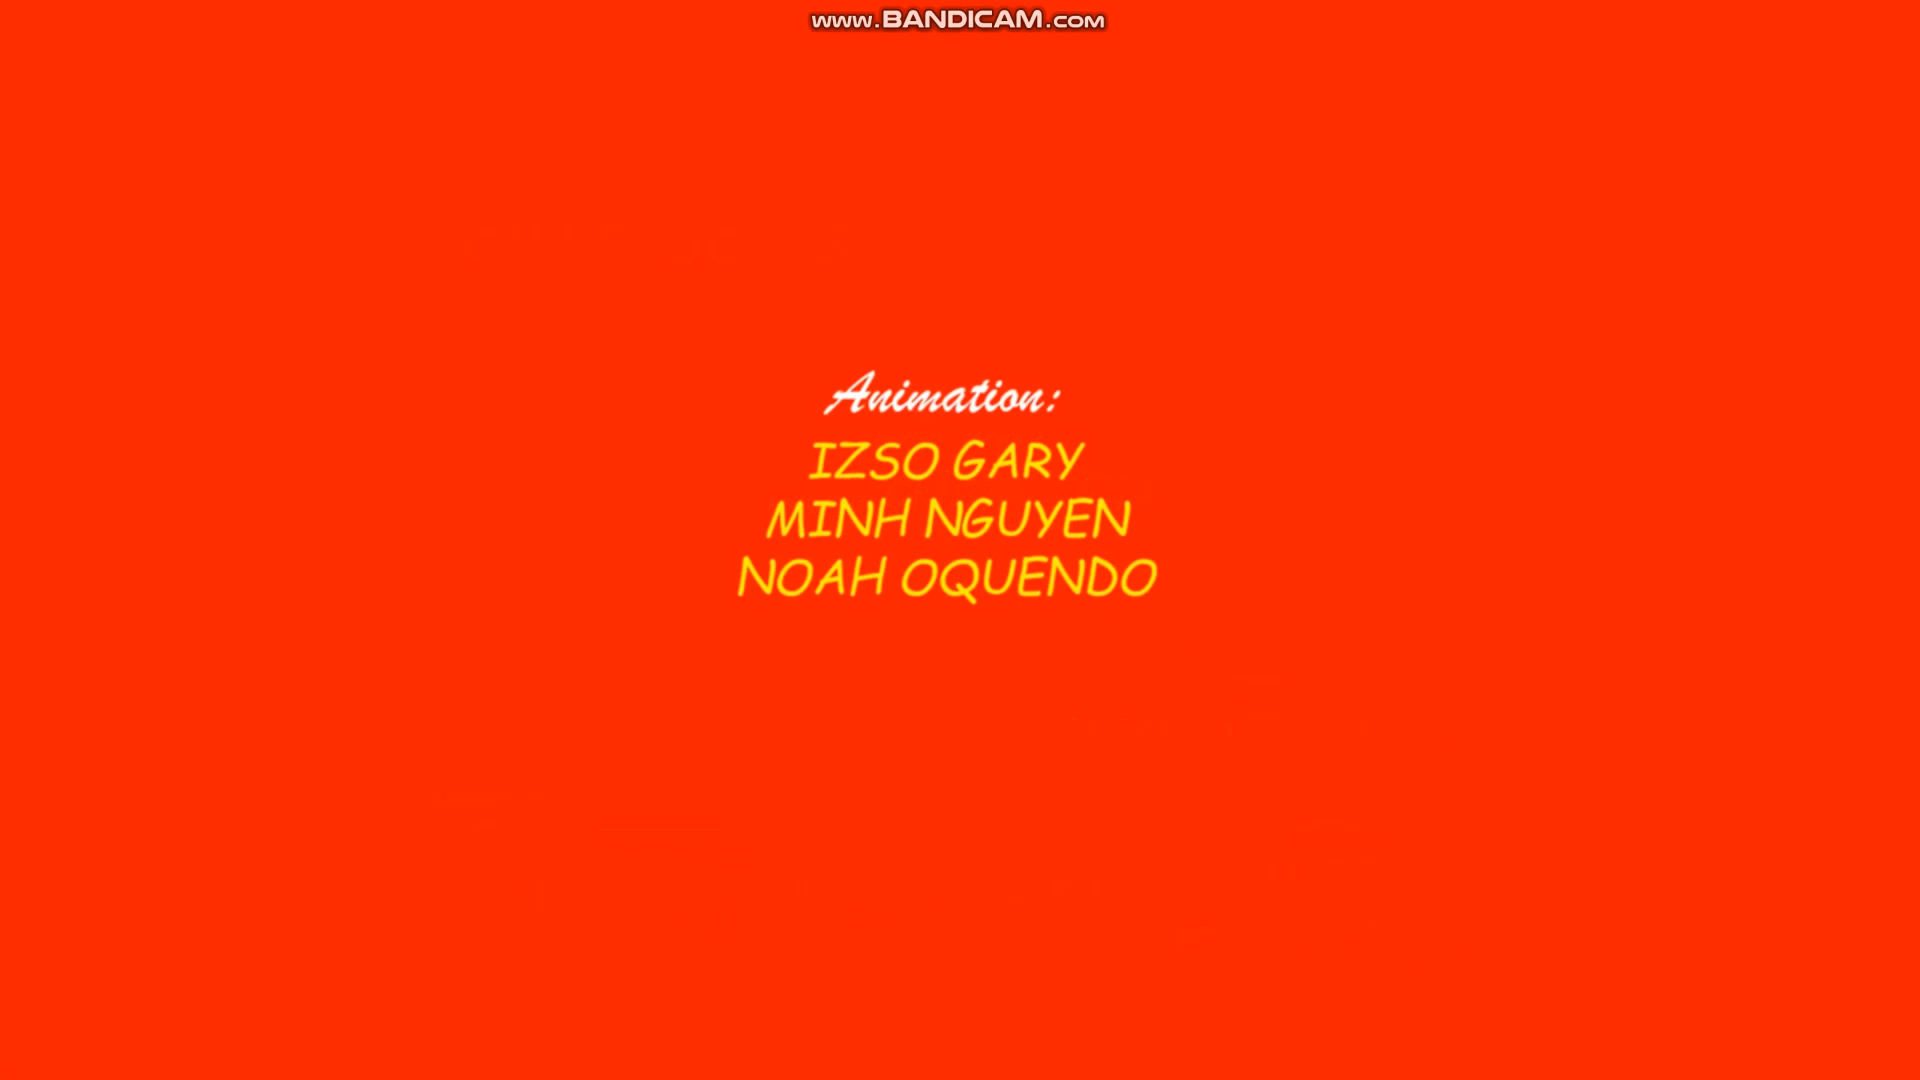 www.BANDICAM.com
Animation:
IZSO GARY
MINH NGUYEN
NOAH OQUENDO